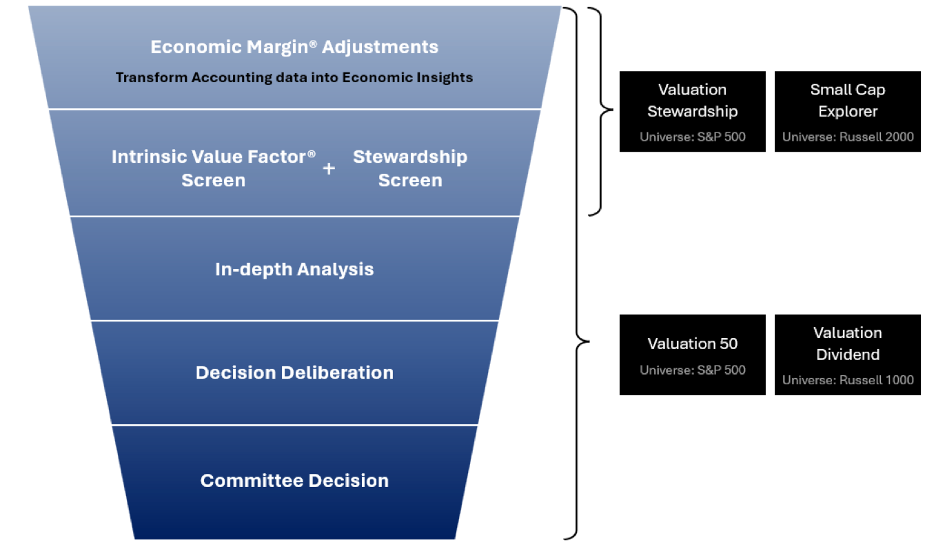 Economic Margin® Adjustments
Transform Accounting data into Economic Insights
Intrinsic Value Factor®
Screen
+
Stewardship
Screen
In-depth Analysis
Decision Deliberation
Committee Decision
Valuation
Stewardship
Universe: S&P 500
Small Cap
Explorer
Universe: Russell 2000
Valuation 50
Universe: S&P 500
Valuation
Dividend
Universe: Russell 1000